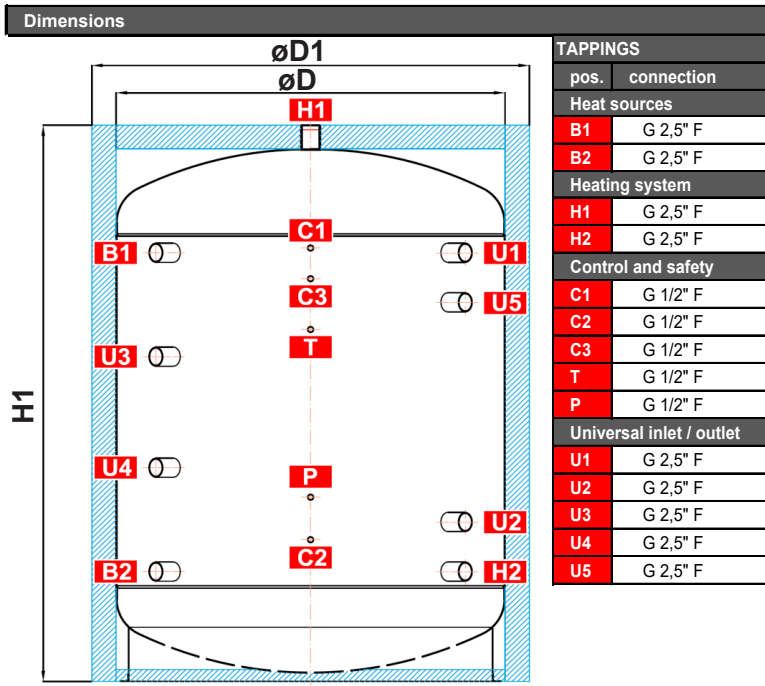 Dimensions
øD1
øD
H1
C1
B1
U1
C3
U5
T
U3
H1
U4
P
U2
C2
B2
H2
TAPPINGS
pos. connection
Heat sources
B1 G 2,5" F
B2 G 2,5" F
Heating system
H1 G 2,5" F
H2 G 2,5" F
Control and safety
C1 G 1/2" F
C2 G 1/2" F
C3 G 1/2" F
T G 1/2" F
P G 1/2" F
Universal inlet / outlet
U1 G 2,5" F
U2 G 2,5" F
U3 G 2,5" F
U4 G 2,5" F
U5 G 2,5" F